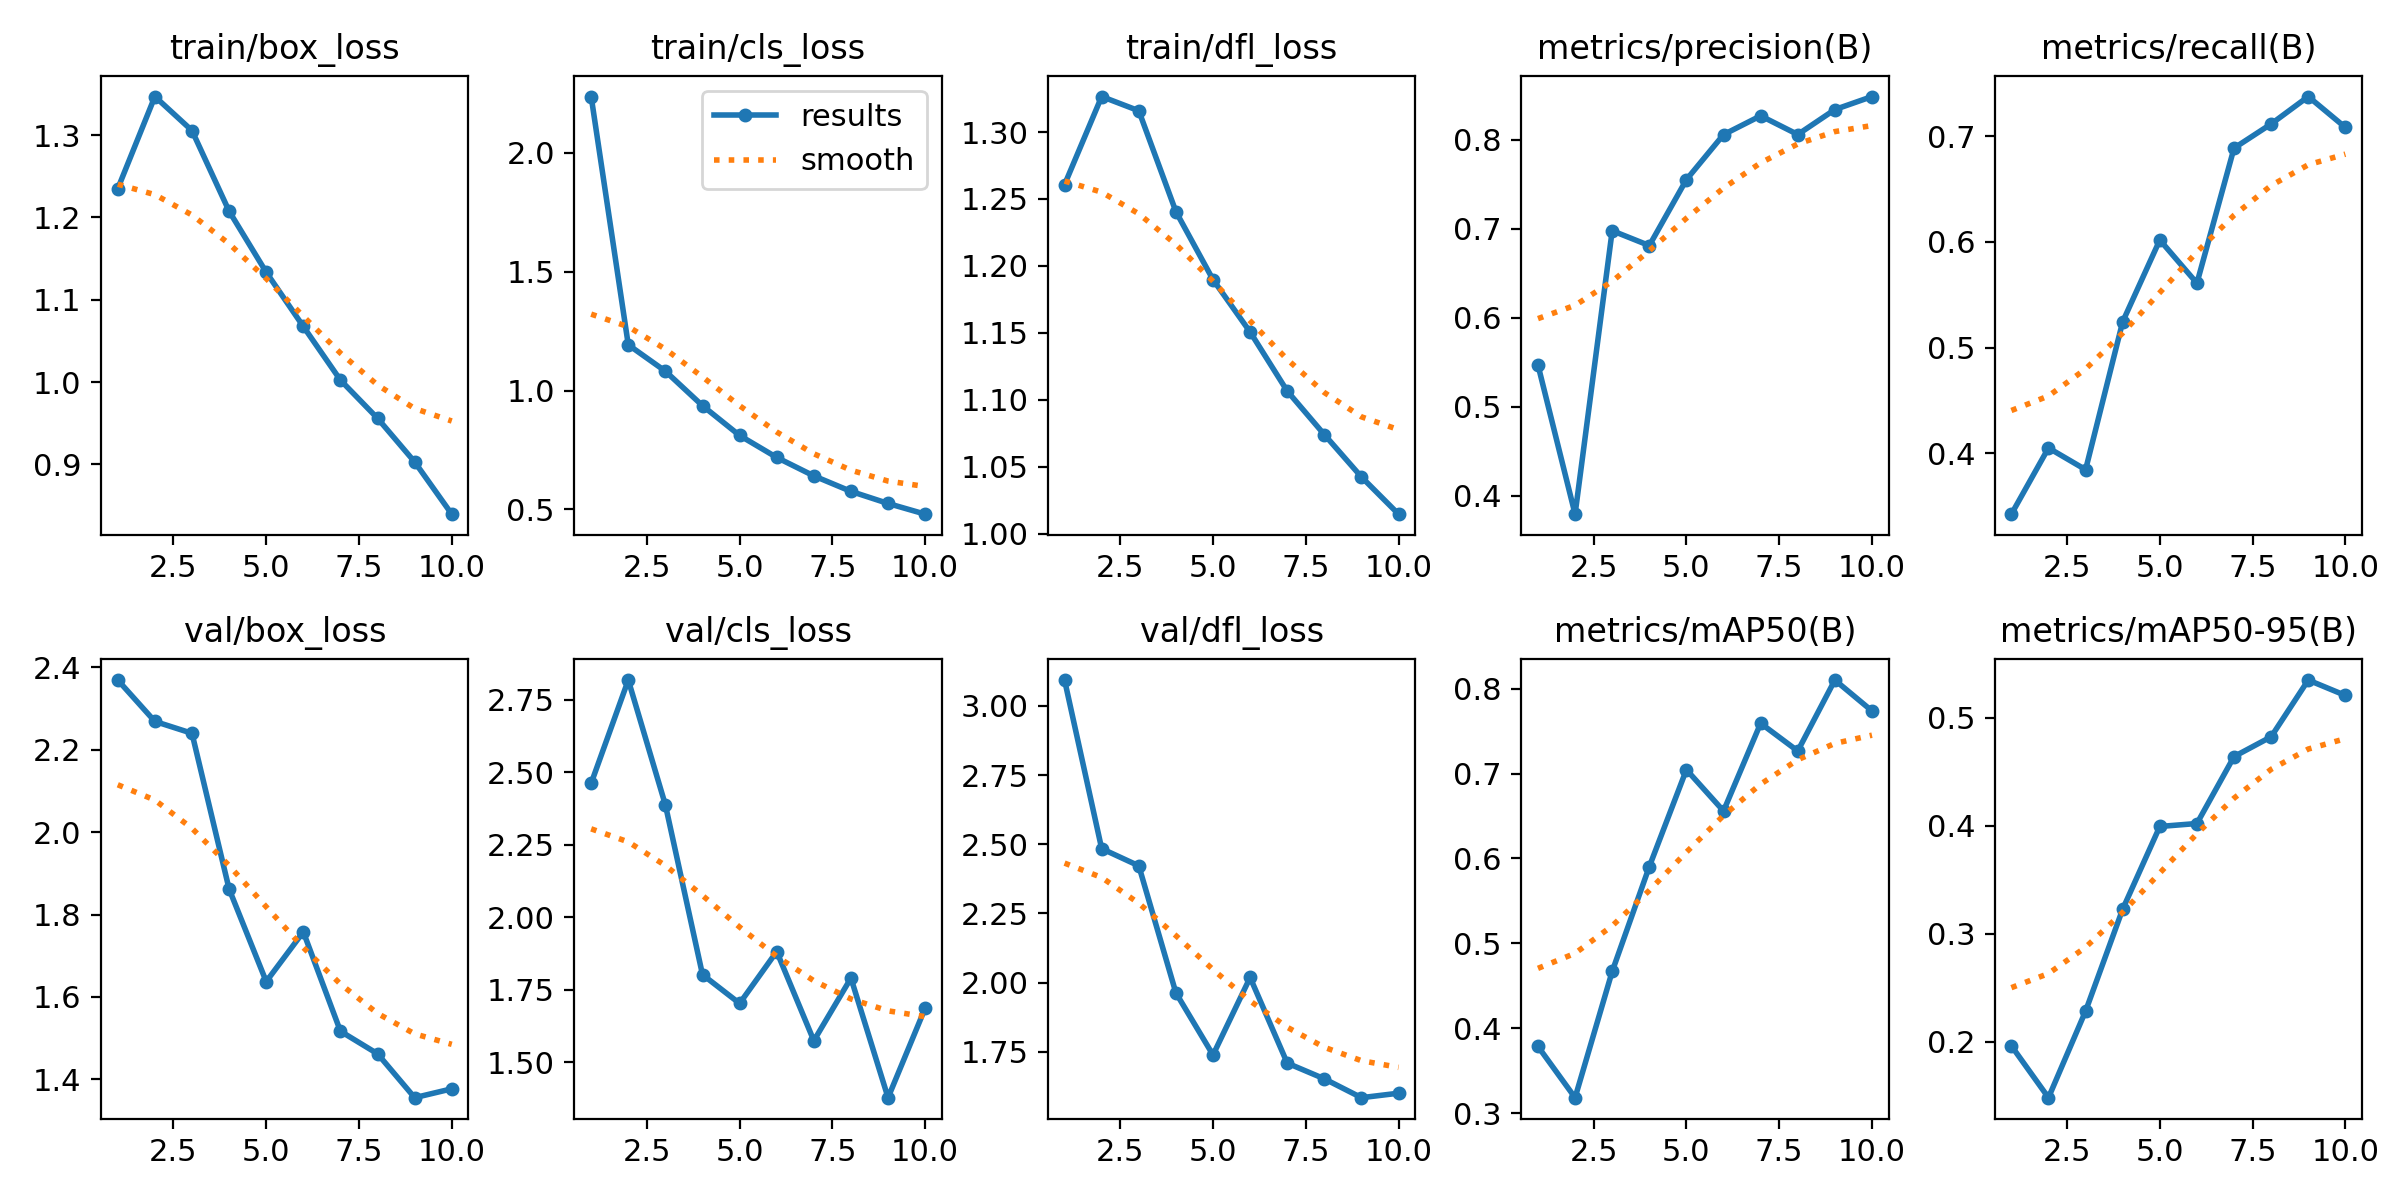 train/box_loss
1.3
1.2
1.1
1.0
0.9
2.5 5.0 7.5 10.0
train/cls_loss
results
smooth
2.0
1.5
1.0
0.5
2.5 5.0 7.5 10.0
train/dfl_loss
1.30
1.25
1.20
1.15
1.10
1.05
1.00
2.5 5.0 7.5 10.0
metrics/precision(B)
0.8
0.7
0.6
0.5
0.4
2.5 5.0 7.5 10.0
metrics/recall(B)
0.7
0.6
0.5
0.4
2.5 5.0 7.5 10.0
val/box_loss
2.4
2.2
2.0
1.8
1.6
1.4
2.5 5.0 7.5 10.0
val/cls_loss
2.75
2.50
2.25
2.00
1.75
1.50
2.5 5.0 7.5 10.0
val/dfl_loss
3.00
2.75
2.50
2.25
2.00
1.75
2.5 5.0 7.5 10.0
metrics/mAP50(B)
0.8
0.7
0.6
0.5
0.4
0.3
2.5 5.0 7.5 10.0
metrics/mAP50-95(B)
0.5
0.4
0.3
0.2
2.5 5.0 7.5 10.0